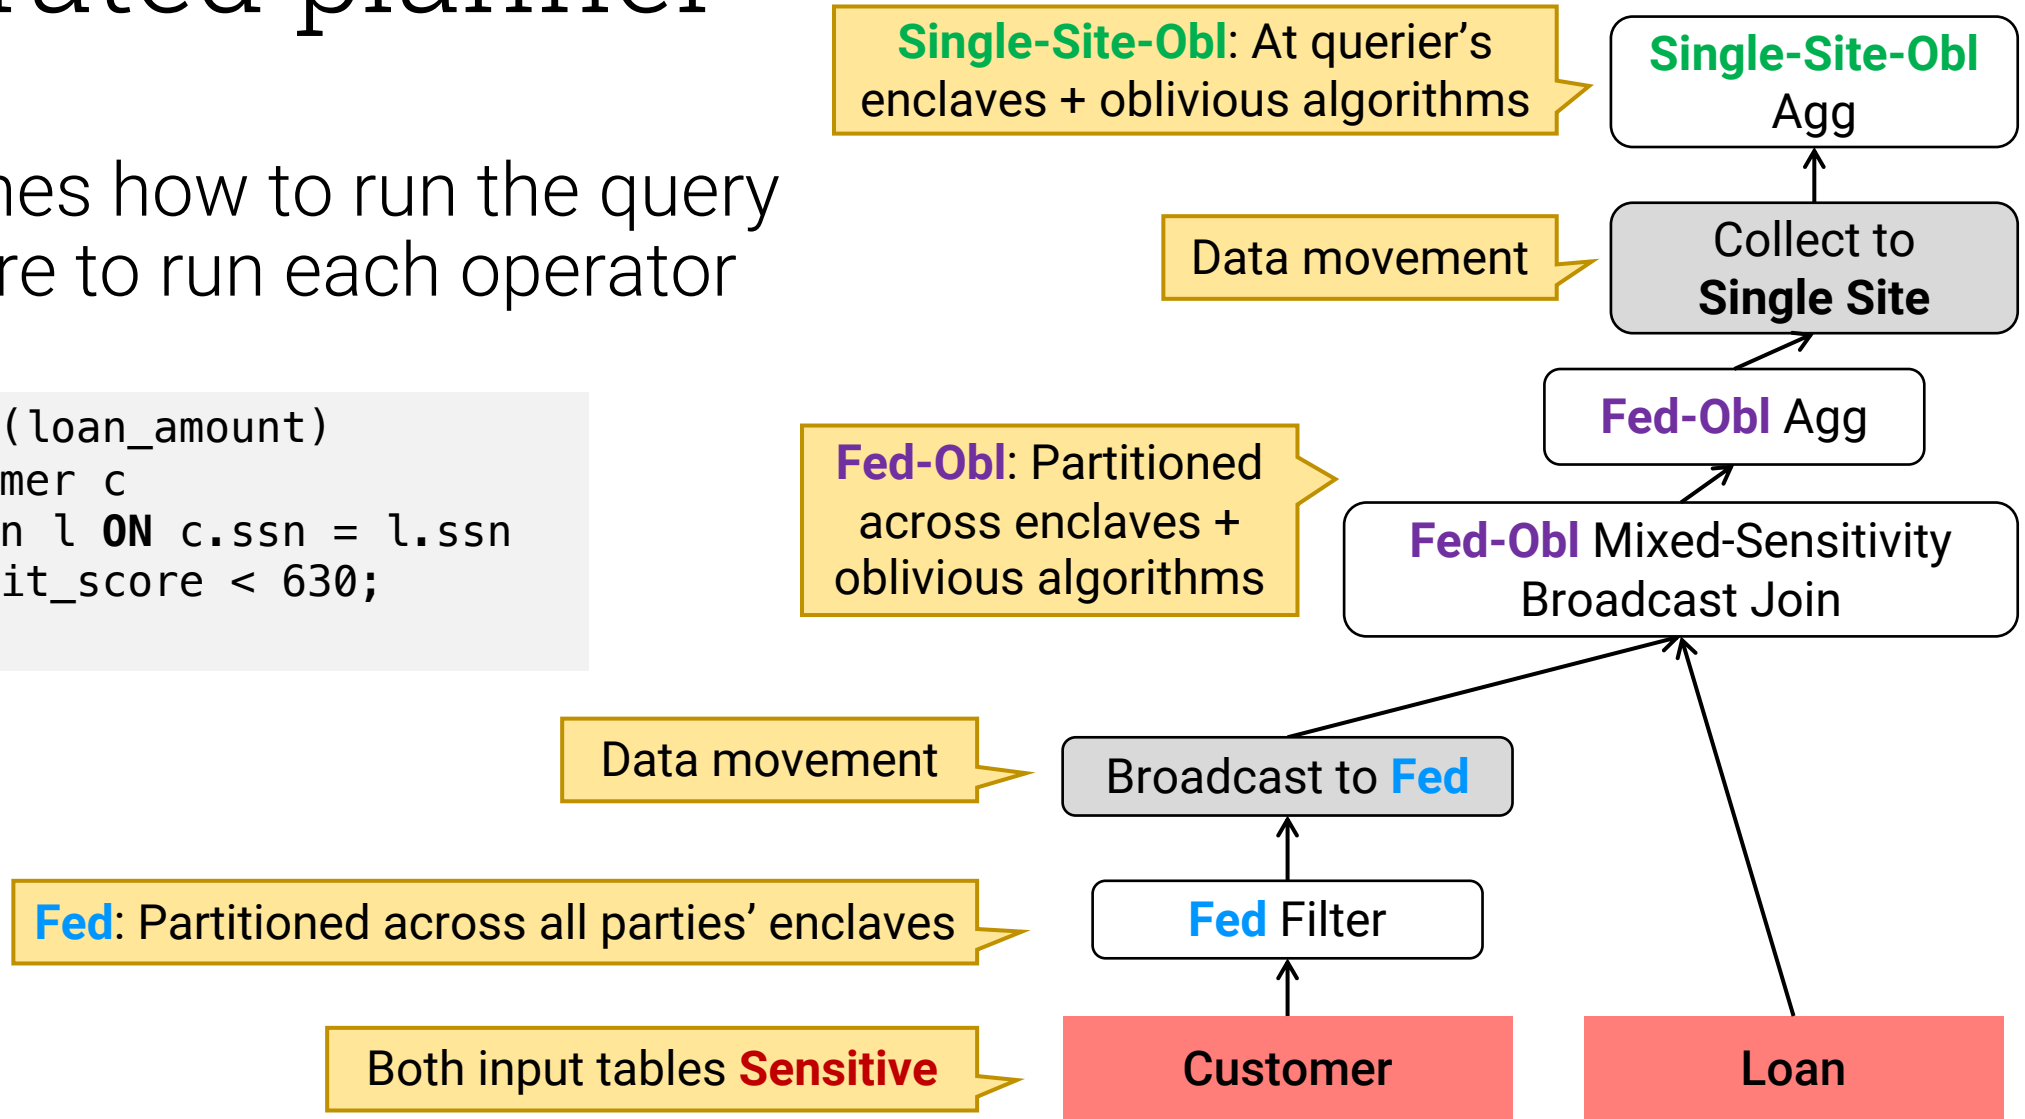 rated planner
nes how to run the query
re to run each operator
(loan_amount)
mer c
n l ON c.ssn = l.ssn
it_score < 630;
Single-Site-Obl: At querier's
enclaves + oblivious algorithms
Single-Site-Obl
Agg
Data movement
Collect to
Single Site
Fed-Obl Agg
Fed-Obl: Partitioned
across enclaves +
oblivious algorithms
Fed-Obl Mixed-Sensitivity
Broadcast Join
Data movement
Broadcast to Fed
Fed: Partitioned across all parties' enclaves
Fed Filter
Both input tables Sensitive
Customer
Loan